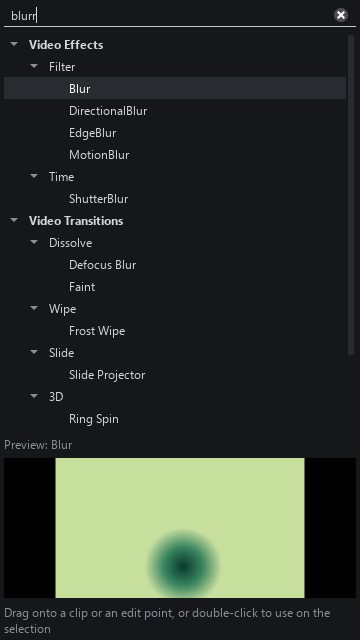 blurr
Video Effects
Filter
Blur
DirectionalBlur
EdgeBlur
MotionBlur
Time
ShutterBlur
Video Transitions
Dissolve
Defocus Blur
Faint
Wipe
Frost Wipe
Slide
Slide Projector
3D
Ring Spin
Preview: Blur
Drag onto a clip or an edit point, or double-click to use on the
selection